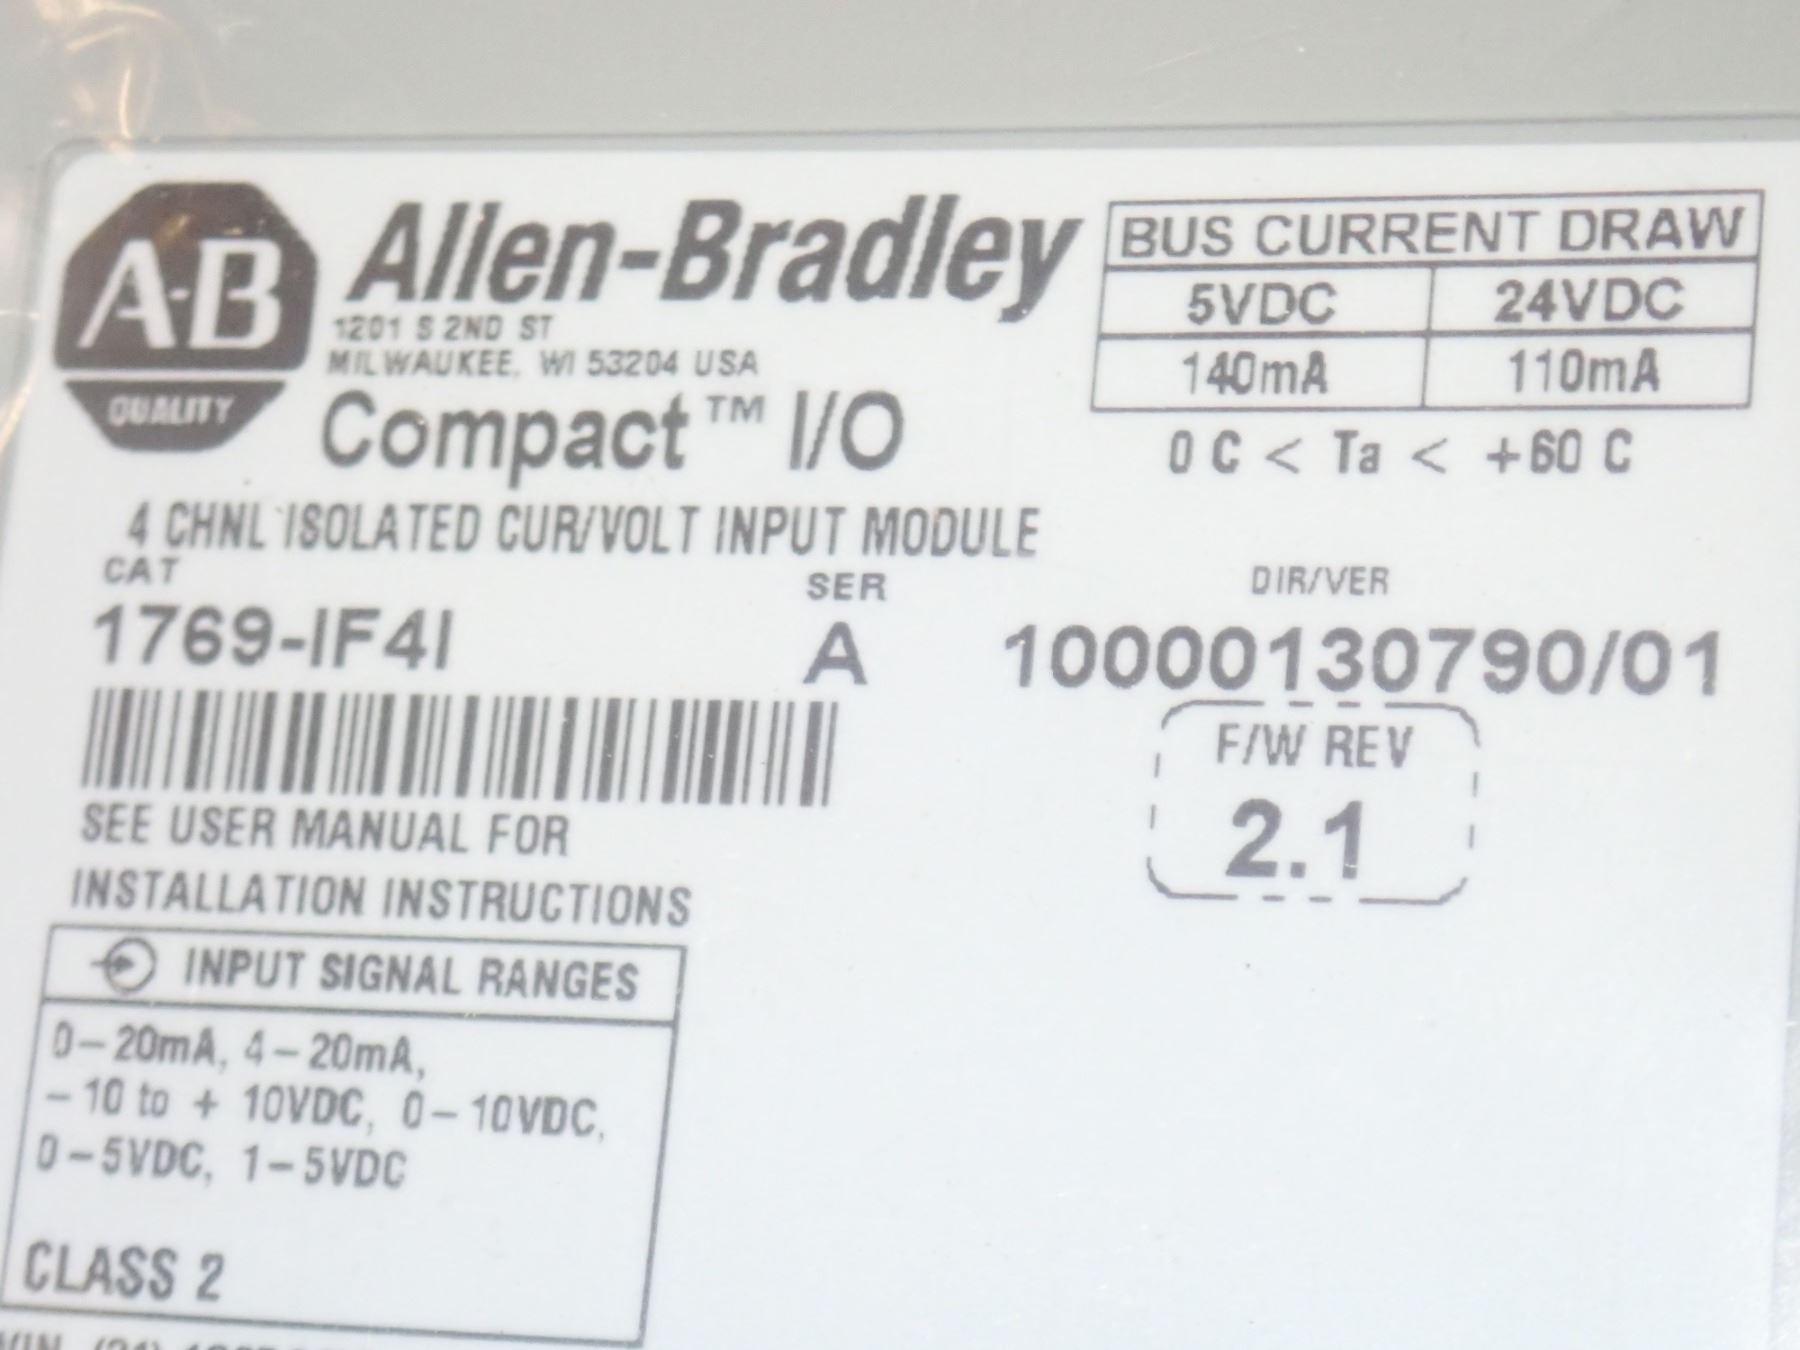 A-B
QUALITY
Allen-Bradley
1201 S 2ND ST
MILWAUKEE, WI 53204 USA
Compact™ I/O
BUS CURRENT DRAW
5VDC 24VDC
140mA 110mA
0 C < Ta < +60 C
4 CHNL ISOLATED CUR/VOLT INPUT MODULE
CAT SER DIR/VER
1769-IF4I A 10000130790/01
F/W REV
2.1
SEE USER MANUAL FOR
INSTALLATION INSTRUCTIONS
INPUT SIGNAL RANGES
0-20mA, 4-20mA,
-10 to + 10VDC, 0-10VDC,
0-5VDC, 1-5VDC
CLASS 2